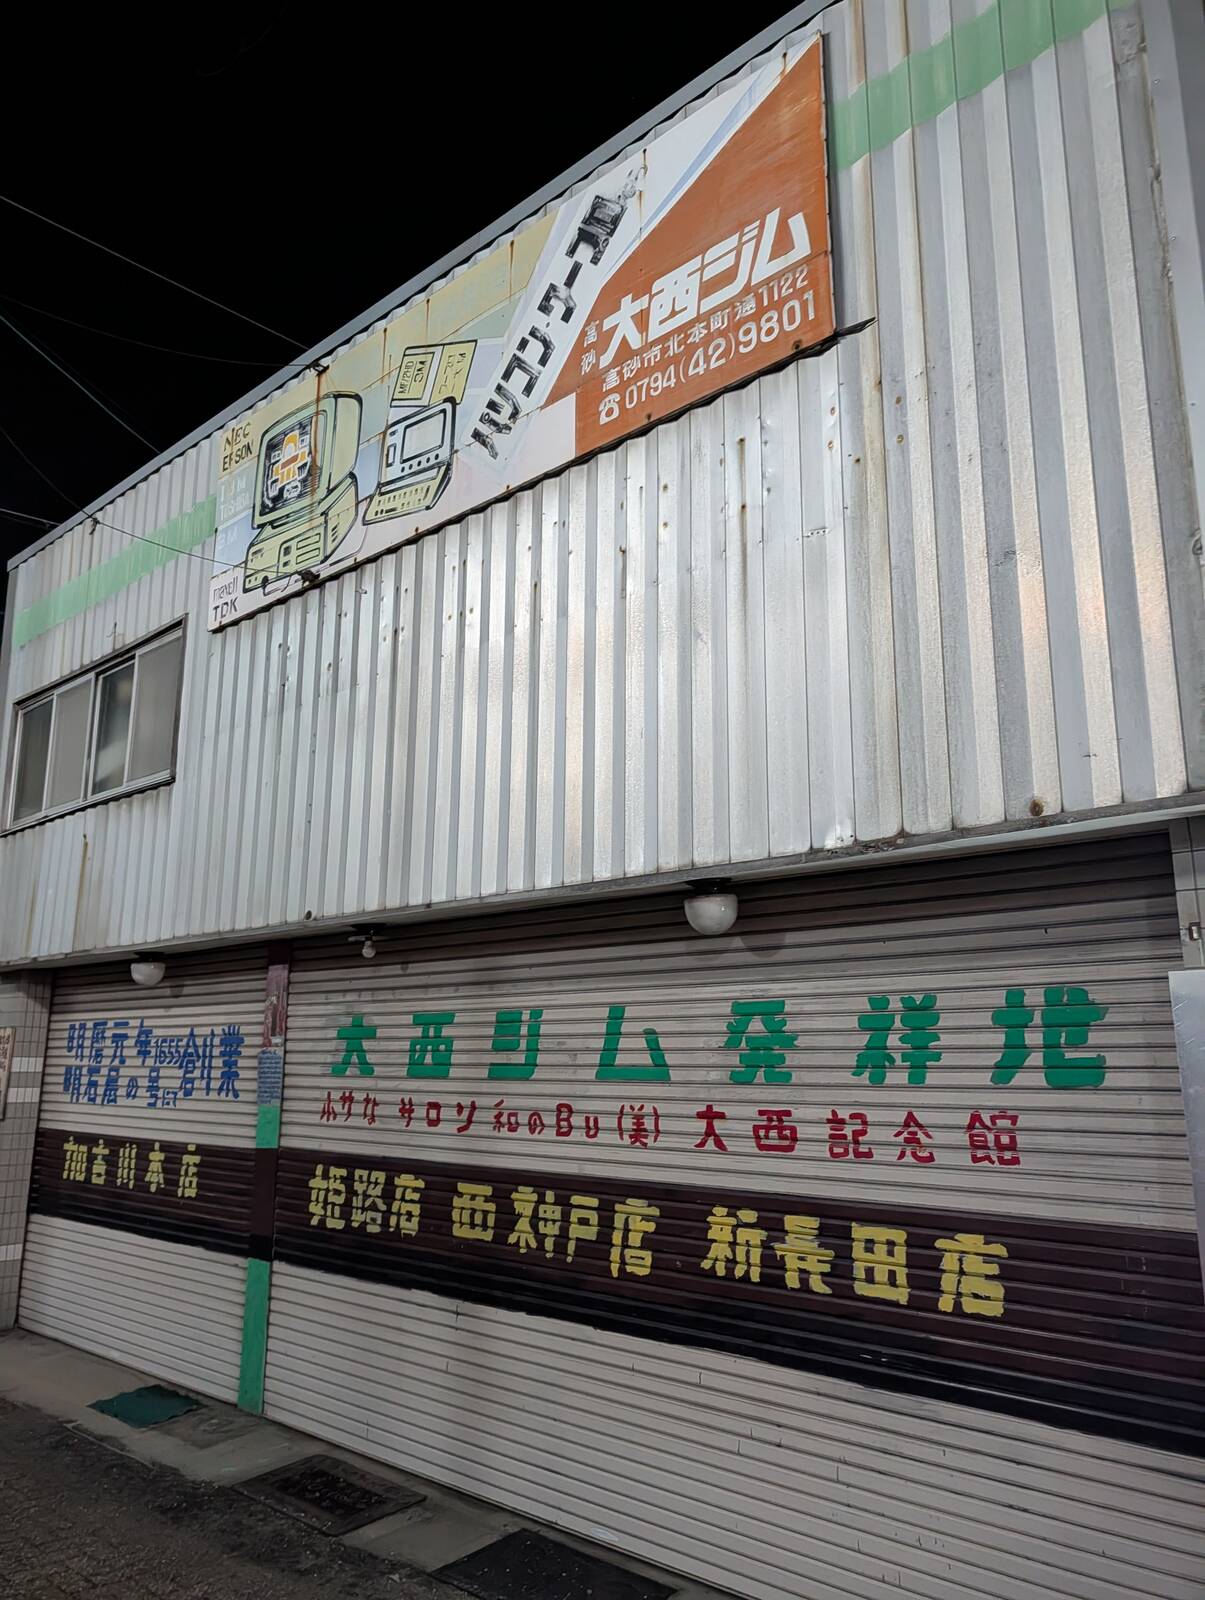 NEC
EPSON
TOSHIBA
maxell
TDK
MF2HD
3M
パソコン・ワープロ
高砂
大西ジム
高砂市北本町通1122
☎0794(42)9801
明暦元年1655創業
明石屋の号にて
加古川本店
大西ジム発祥地
小サなサロン和のBu(美)大西記念館
姫路店 西神戸店 新長田店